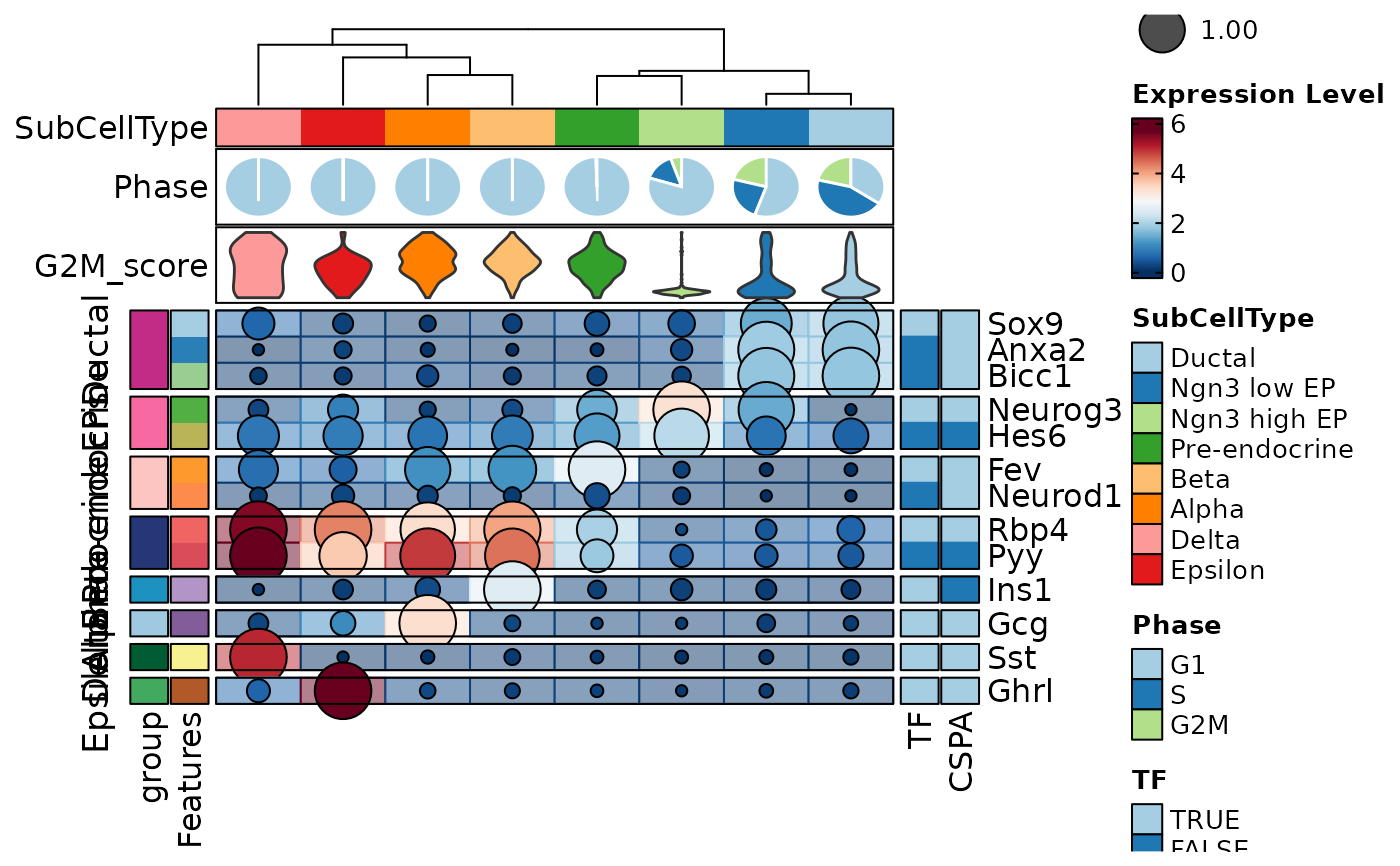 1.00
Expression Level
6
4
2
0
SubCellType
Phase
G2M_score
Sox9
Anxa2
Bicc1
Neurog3
Hes6
Fev
Neurod1
Rbp4
Pyy
Ins1
Gcg
Sst
Ghrl
Ductal
group
Features
TF
CSPA
SubCellType
Ductal
Ngn3 low EP
Ngn3 high EP
Pre-endocrine
Beta
Alpha
Delta
Epsilon
Phase
G1
S
G2M
TF
TRUE
FALSE